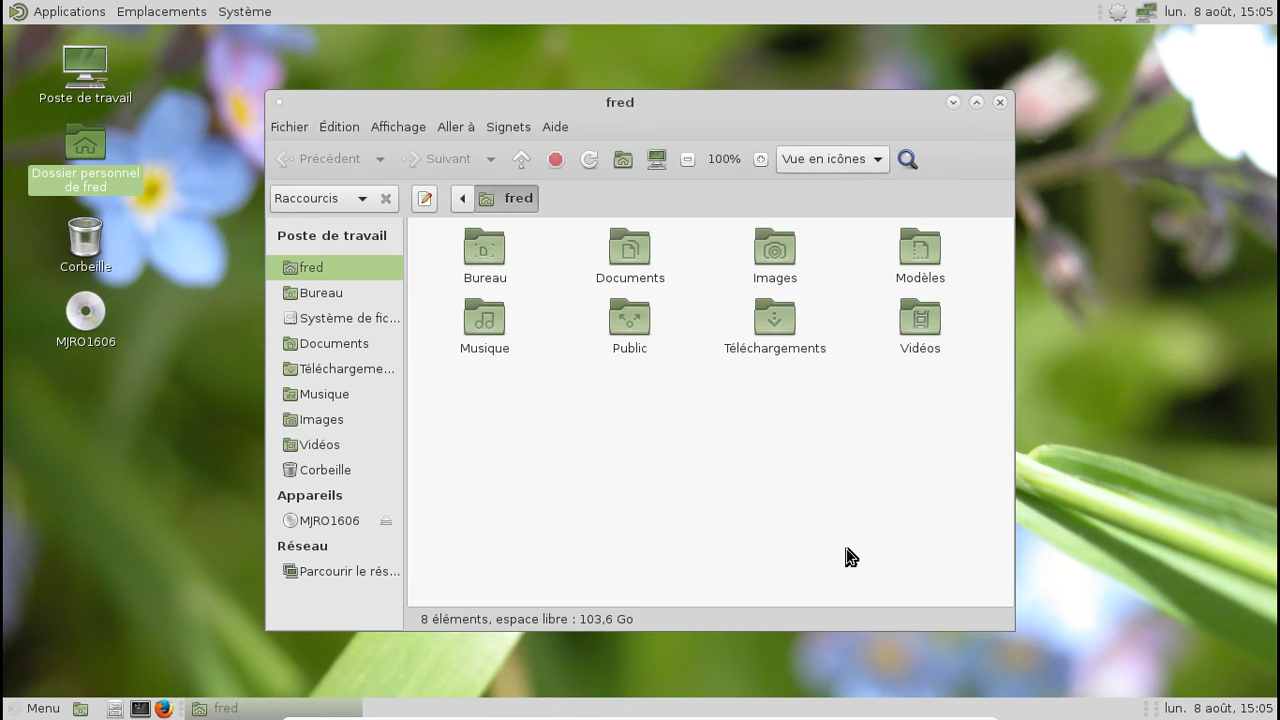 Applications Emplacements Système lun. 8 août, 15:05
Poste de travail
Dossier personnel
de fred
Corbeille
MJRO1606
fred
Fichier Édition Affichage Aller à Signets Aide
Précédent Suivant 100% Vue en icônes
Raccourcis fred
Poste de travail
fred
Bureau
Système de fic...
Documents
Téléchargeme...
Musique
Images
Vidéos
Corbeille
Appareils
MJRO1606
Réseau
Parcourir le rés...
Bureau Documents Images Modèles
Musique Public Téléchargements Vidéos
8 éléments, espace libre : 103,6 Go
Menu fred lun. 8 août, 15:05